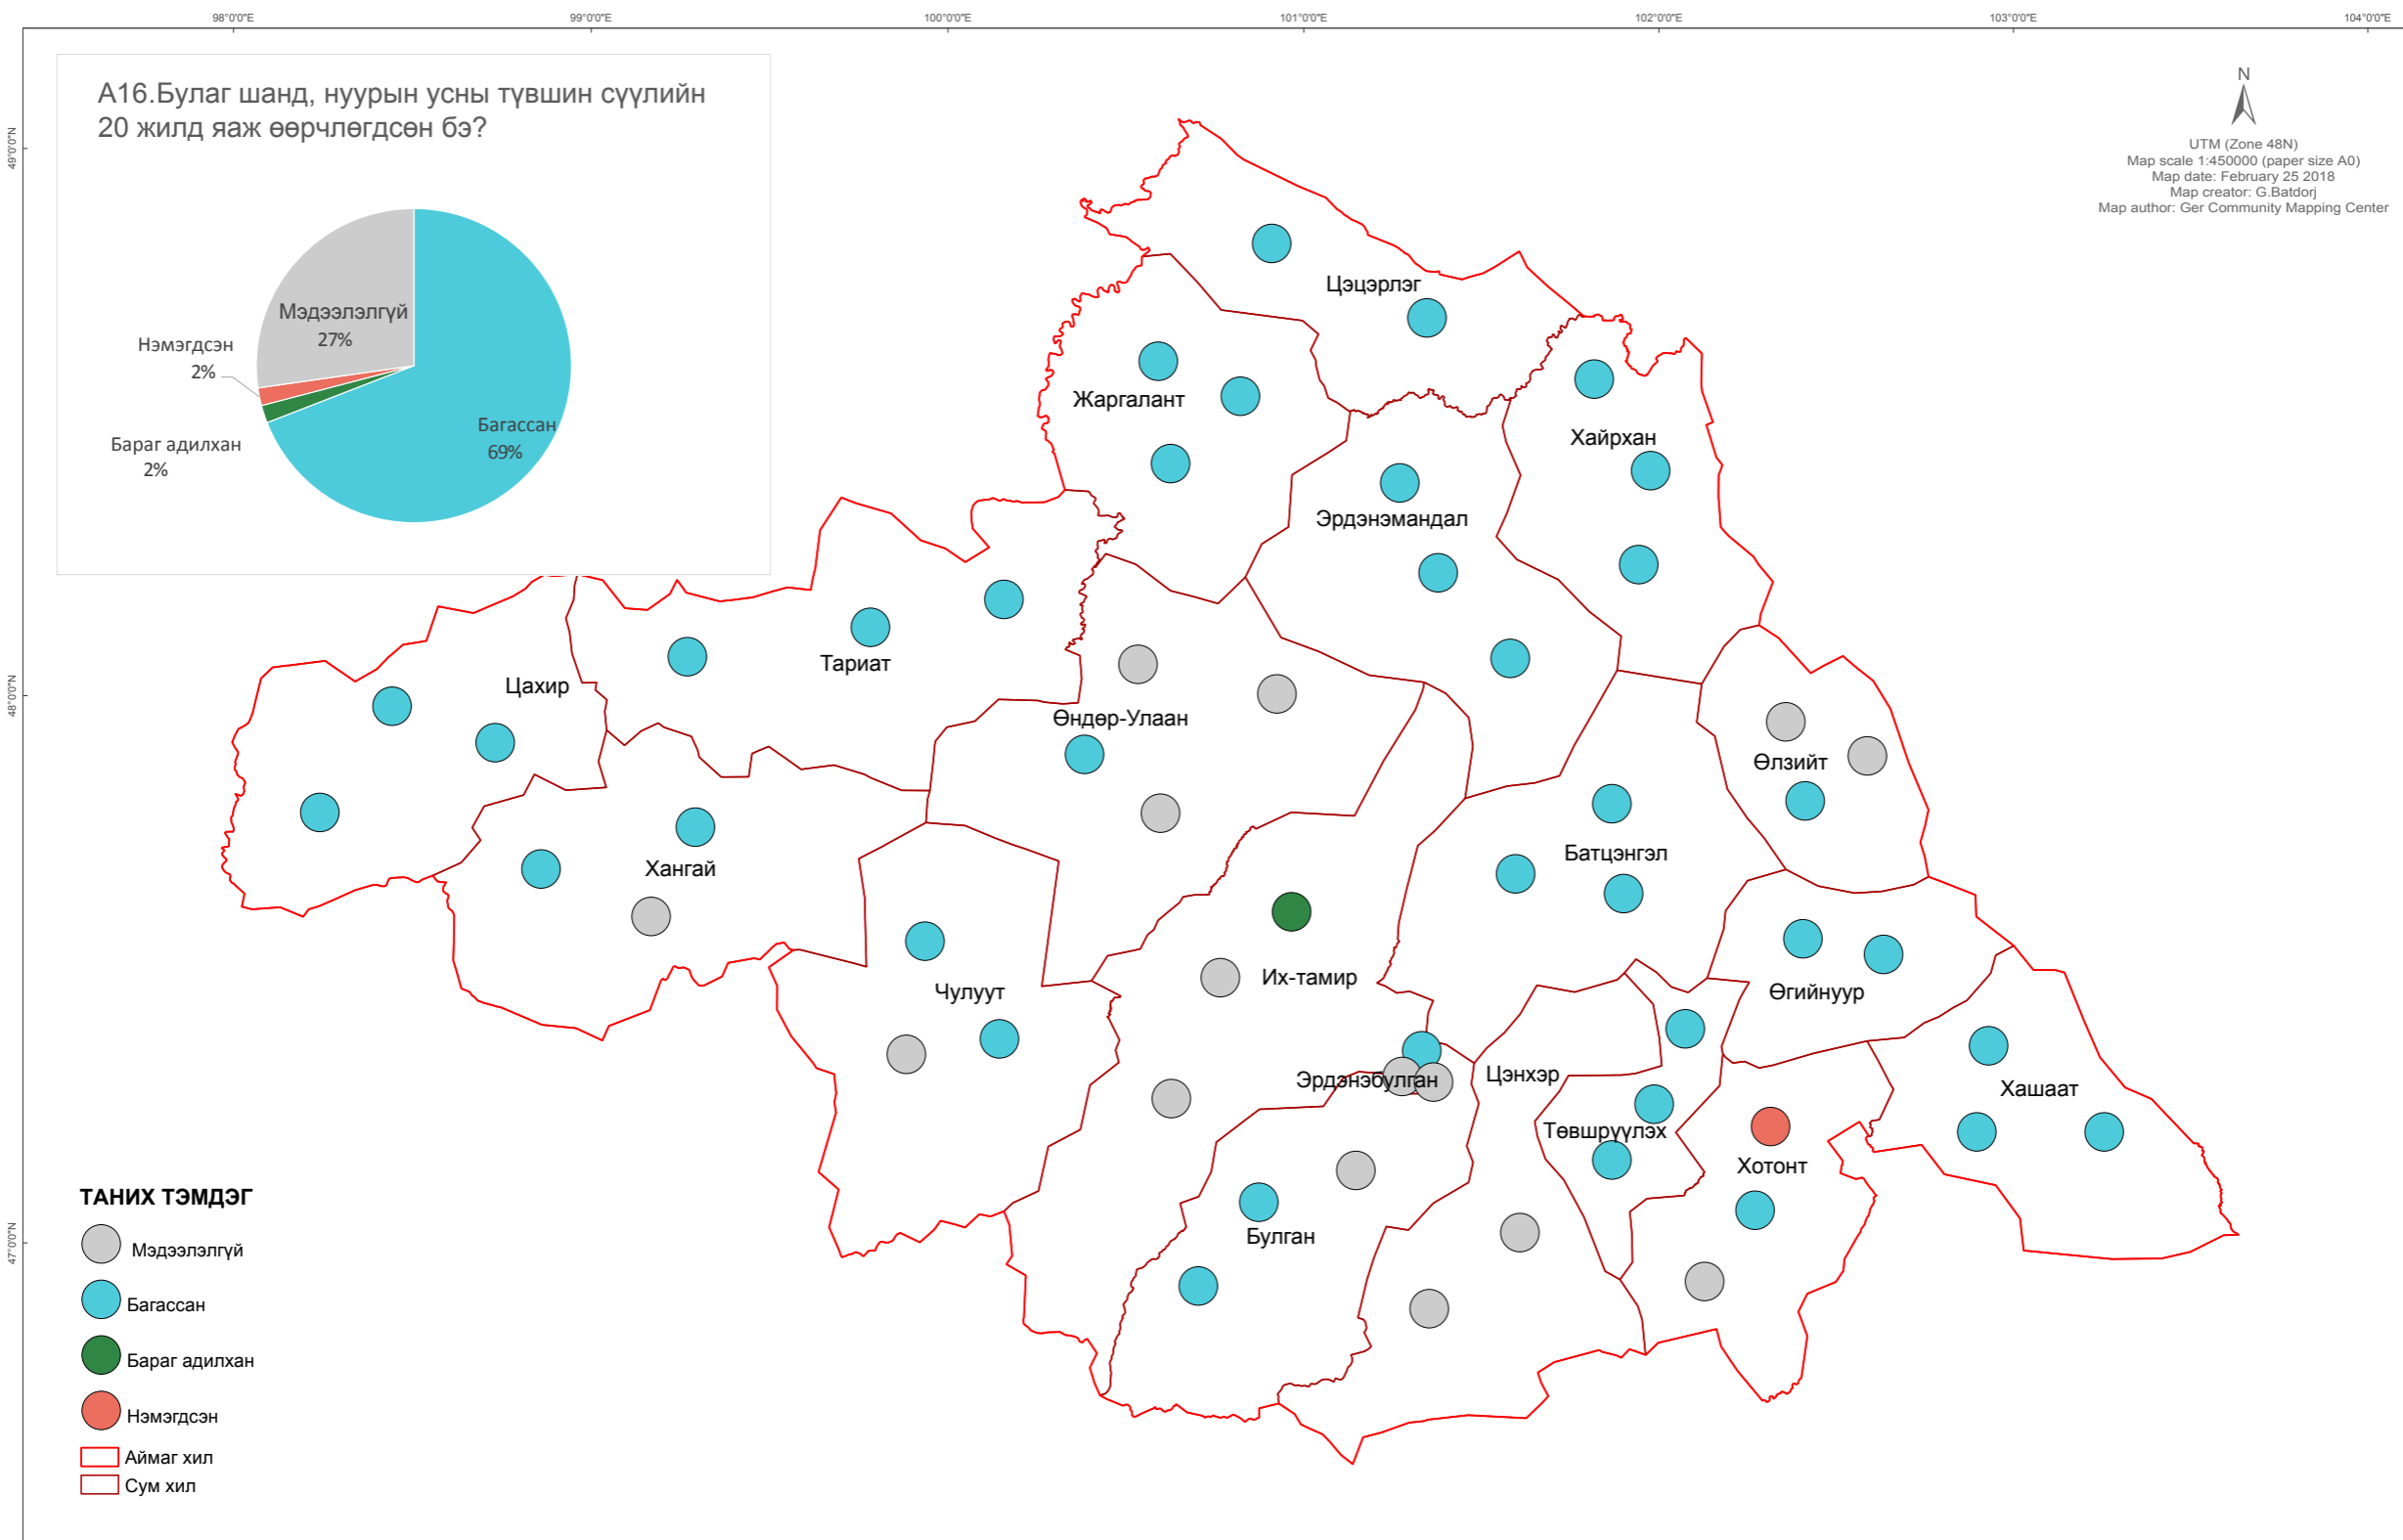 98°0'0"E
99°0'0"E
100°0'0"E
101°0'0"E
102°0'0"E
103°0'0"E
104°0'0"E
49°0'0"N
48°0'0"N
47°0'0"N
А16.Булаг шанд, нуурын усны түвшин сүүлийн
20 жилд яаж өөрчлөгдсөн бэ?
Мэдээлэлгүй
27%
Нэмэгдсэн
2%
Бараг адилхан
2%
Багассан
69%
N
UTM (Zone 48N)
Map scale 1:450000 (paper size A0)
Map date: February 25 2018
Map creator: G.Batdorj
Map author: Ger Community Mapping Center
Цэцэрлэг
Жаргалант
Хайрхан
Эрдэнэмандал
Тариат
Цахир
Өндөр-Улаан
Өлзийт
Хангай
Батцэнгэл
Чулуут
Их-тамир
Өгийнуур
Эрдэнэбулган
Цэнхэр
Хашаат
Төвшрүүлэх
Хотонт
Булган
ТАНИХ ТЭМДЭГ
Мэдээлэлгүй
Багассан
Бараг адилхан
Нэмэгдсэн
Аймаг хил
Сум хил